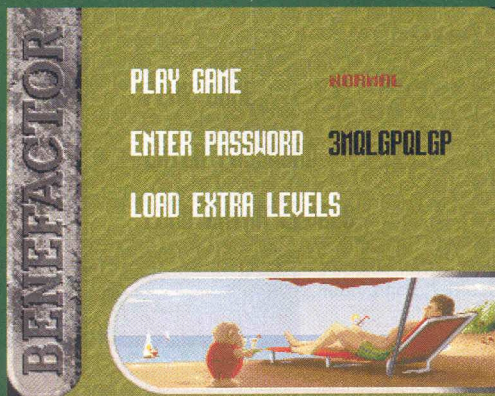 BENEFACTOR
PLAY GAME NORMAL
ENTER PASSWORD 3MQLGPQLGP
LOAD EXTRA LEVELS